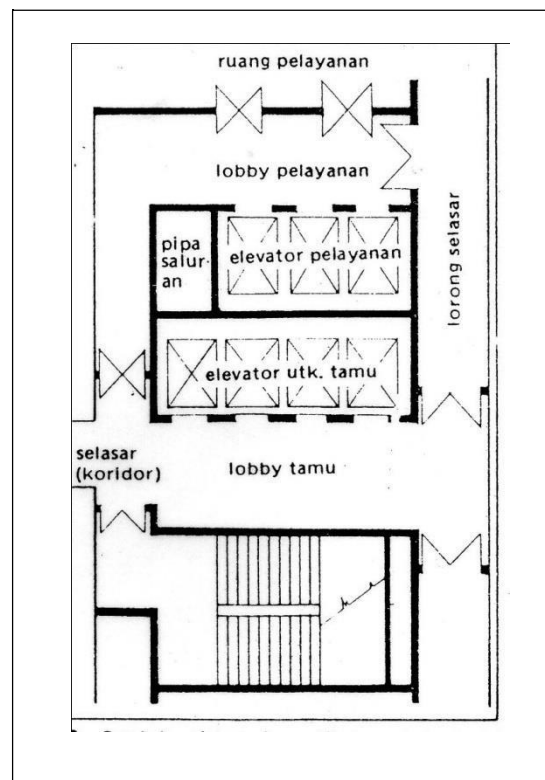 ruang pelayanan
lobby pelayanan
pipa
salur-
an
elevator pelayanan
lorong selasar
elevator utk. tamu
selasar
(koridor)
lobby tamu